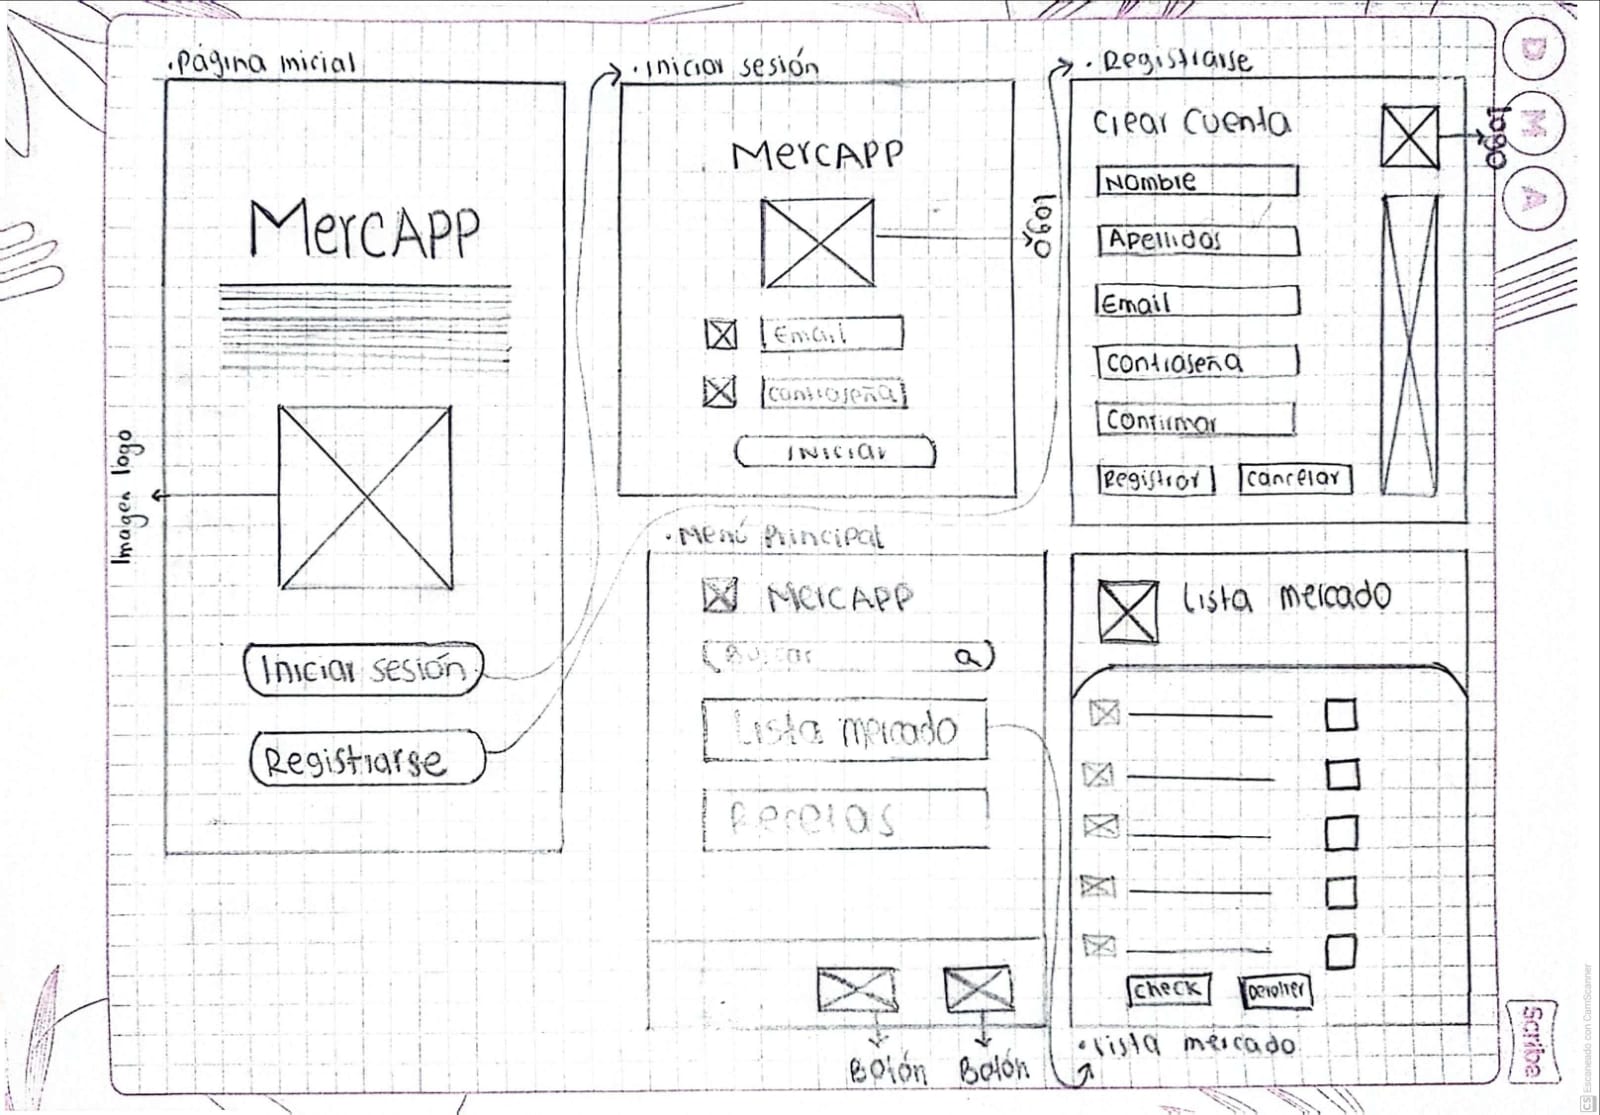 ·Página inicial
MercAPP
Imagen logo
Iniciar sesión
Registrarse
·Iniciar sesión
MercAPP
logo
Email
Contraseña
INICIAR
·Registrarse
Crear Cuenta
logo
Nombre
Apellidos
Email
Contraseña
Confirmar
Registrar
Cancelar
·Menú Principal
MercAPP
Buscar
Lista mercado
Recetas
Botón
Botón
Lista mercado
Check
Devolver
·Lista mercado
D
M
A
Scribe
CS Escaneado con CamScanner